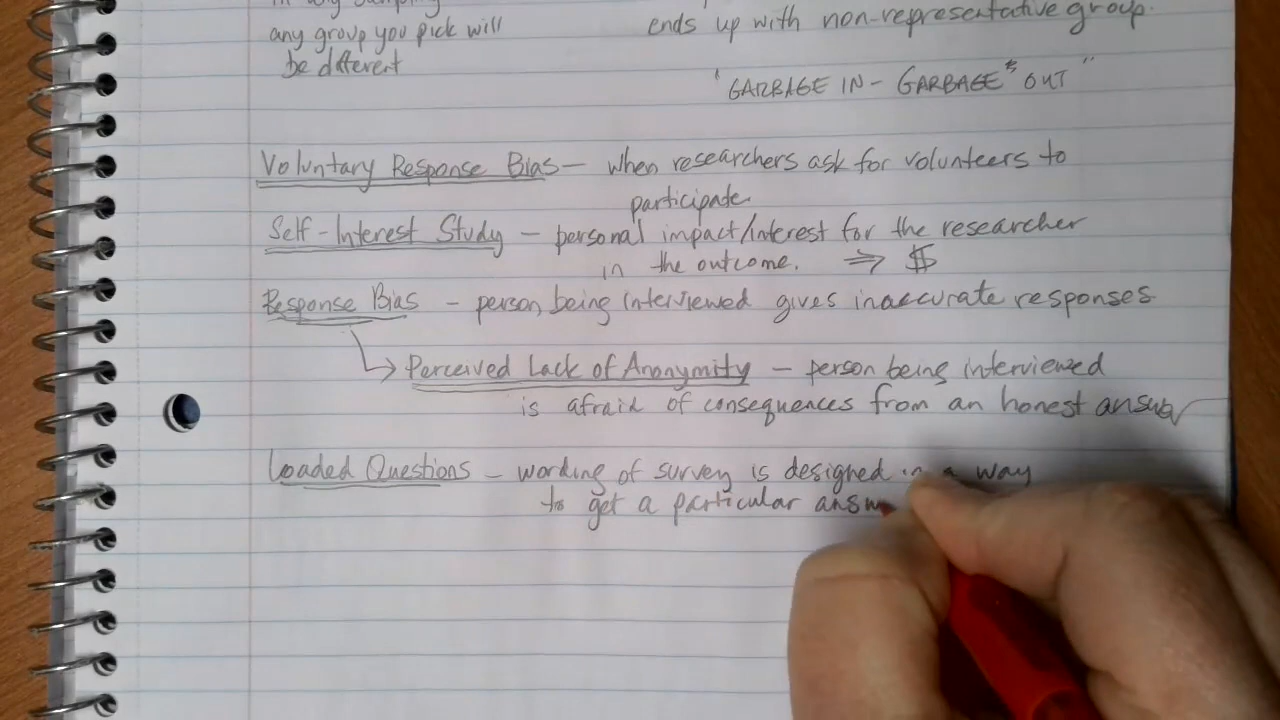 any group you pick will
be different
ends up with non-representative group.
"GARBAGE IN - GARBAGE OUT"
Voluntary Response Bias - when researchers ask for volunteers to
participate
Self-Interest Study - personal impact/interest for the researcher
in the outcome. ⇒ $
Response Bias - person being interviewed gives inaccurate responses
↳ Perceived Lack of Anonymity - person being interviewed
is afraid of consequences from an honest answer
Loaded Questions - wording of survey is designed in a way
to get a particular answ